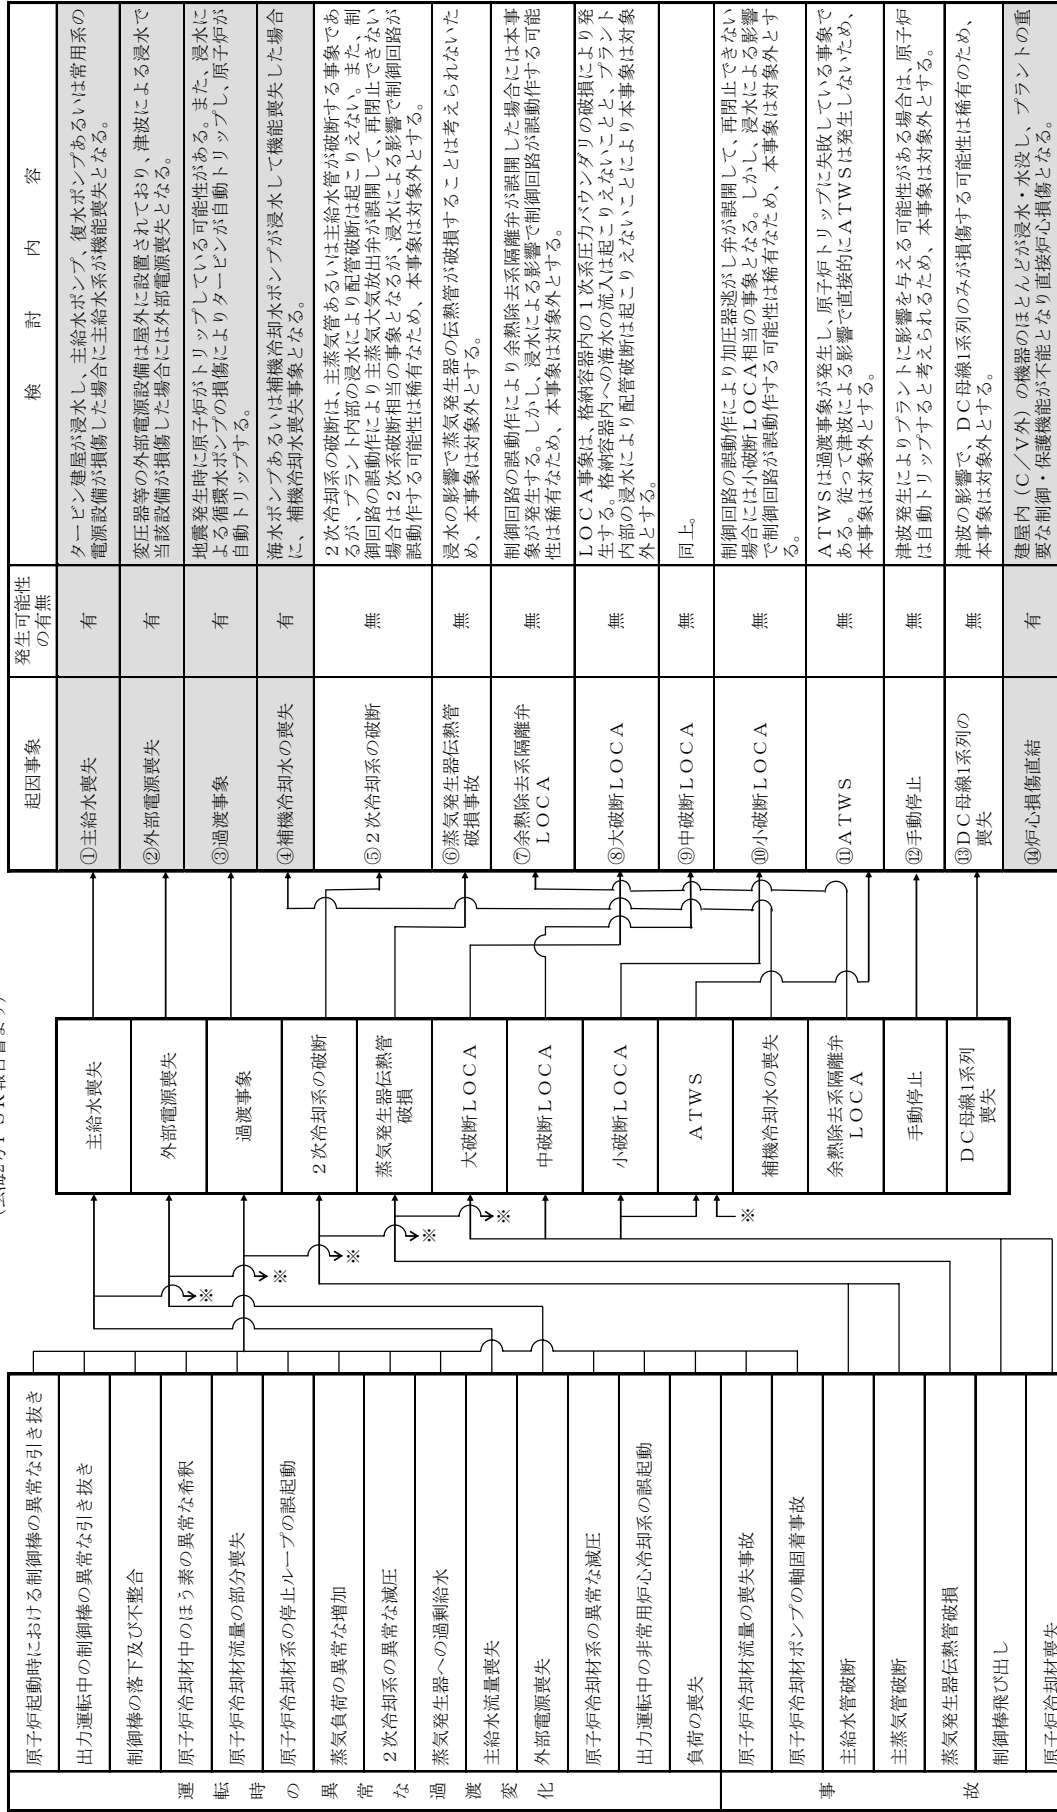 (玄海2号PSR報告書より)
運転時の異常な過渡変化
原子炉起動時における制御棒の異常な引き抜き
出力運転中の制御棒の異常な引き抜き
制御棒の落下及び不整合
原子炉冷却材中のほう素の異常な希釈
原子炉冷却材流量の部分喪失
原子炉冷却材系の停止ループの誤起動
蒸気負荷の異常な増加
2次冷却系の異常な減圧
蒸気発生器への過剰給水
主給水流量喪失
外部電源喪失
原子炉冷却材系の異常な減圧
出力運転中の非常用炉心冷却系の誤起動
負荷の喪失
事故
原子炉冷却材流量の喪失事故
原子炉冷却材ポンプの軸固着事故
主給水管破断
主蒸気管破断
蒸気発生器伝熱管破損
制御棒飛び出し
原子炉冷却材喪失
※
※
※
※
※
※
主給水喪失
外部電源喪失
過渡事象
2次冷却系の破断
蒸気発生器伝熱管
破損
大破断LOCA
中破断LOCA
小破断LOCA
ATWS
補機冷却水の喪失
余熱除去系隔離弁
LOCA
手動停止
DC母線1系列
喪失
起因事象
発生可能性
の有無
検討内容
①主給水喪失
有
タービン建屋が浸水し、主給水ポンプ、復水ポンプあるいは常用系の
電源設備が損傷した場合に主給水系が機能喪失となる。
②外部電源喪失
有
変圧器等の外部電源設備は屋外に設置されており、津波による浸水で
当該設備が損傷した場合には外部電源喪失となる。
③過渡事象
有
地震発生時に原子炉がトリップしている可能性がある。また、浸水に
よる循環水ポンプの損傷によりタービンが自動トリップし、原子炉が
自動トリップする。
④補機冷却水の喪失
有
海水ポンプあるいは補機冷却水ポンプが浸水して機能喪失した場合
に、補機冷却水喪失事象となる。
⑤2次冷却系の破断
無
2次冷却系の破断は、主蒸気管あるいは主給水管が破断する事象であ
るが、プラント内部の浸水により配管破断は起こりえない。また、制
御回路の誤動作により主蒸気大気放出弁が誤開して、再閉止できない
場合は2次系破断相当の事象となるが、浸水による影響で制御回路が
誤動作する可能性は稀有なため、本事象は対象外とする。
⑥蒸気発生器伝熱管
破損事故
無
浸水の影響で蒸気発生器の伝熱管が破損することは考えられないた
め、本事象は対象外とする。
⑦余熱除去系隔離弁
LOCA
無
制御回路の誤動作により余熱除去系隔離弁が誤開した場合には本事
象が発生する。しかし、浸水による影響で制御回路が誤動作する可能
性は稀有なため、本事象は対象外とする。
⑧大破断LOCA
無
LOCA事象は、格納容器内の1次系圧力バウンダリの破損により発
生する。格納容器内への海水の流入は起こりえないことと、プラント
内部の浸水により配管破断は起こりえないことにより本事象は対象
外とする。
⑨中破断LOCA
無
同上。
⑩小破断LOCA
無
制御回路の誤動作により加圧器逃がし弁が誤開して、再閉止できない
場合には小破断LOCA相当の事象となる。しかし、浸水による影響
で制御回路が誤動作する可能性は稀有なため、本事象は対象外とす
る。
⑪ATWS
無
ATWSは過渡事象が発生し、原子炉トリップに失敗している事象で
ある。従って津波による影響で直接的にATWSは発生しないため、
本事象は対象外とする。
⑫手動停止
無
津波発生によりプラントに影響を与える可能性がある場合は、原子炉
は自動トリップすると考えられるため、本事象は対象外とする。
⑬DC母線1系列の
喪失
無
津波の影響で、DC母線1系列のみが損傷する可能性は稀有のため、
本事象は対象外とする。
⑭炉心損傷直結
有
建屋内(C/V外)の機器のほとんどが浸水・水没し、プラントの重
要な制御・保護機能が不能となり直接炉心損傷となる。